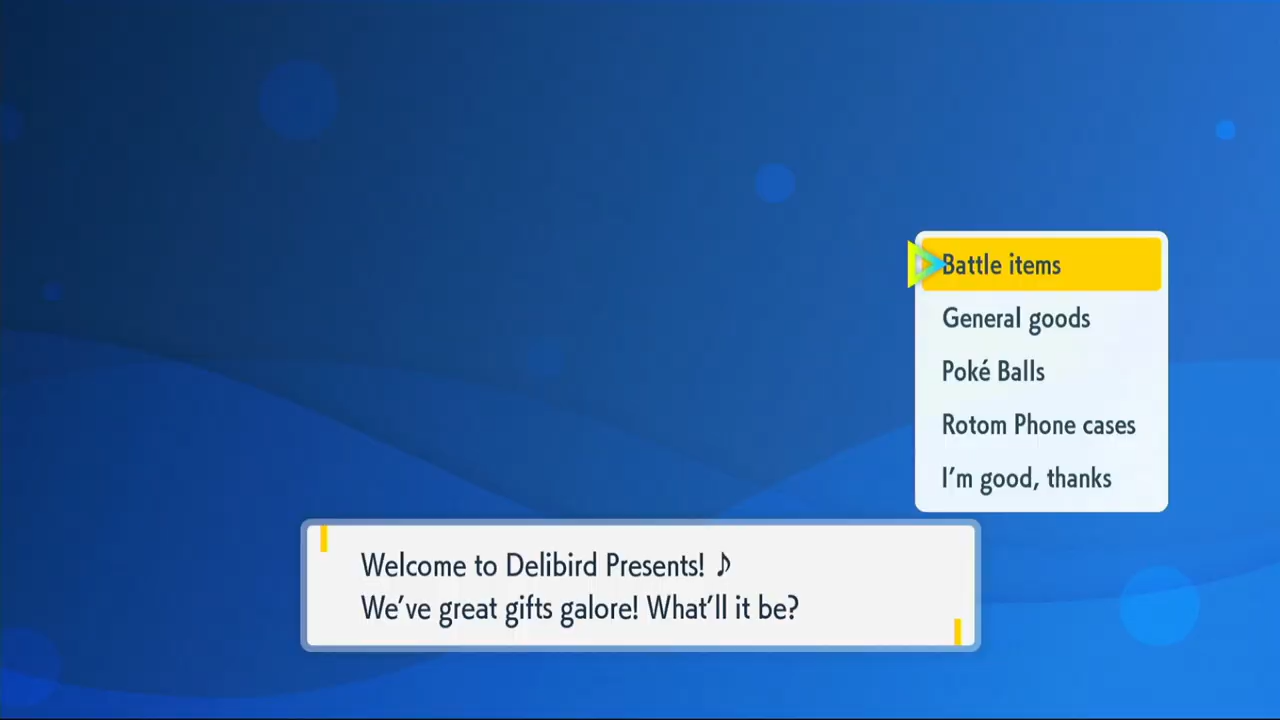 Battle items
General goods
Poké Balls
Rotom Phone cases
I'm good, thanks
Welcome to Delibird Presents! ♪
We've great gifts galore! What'll it be?